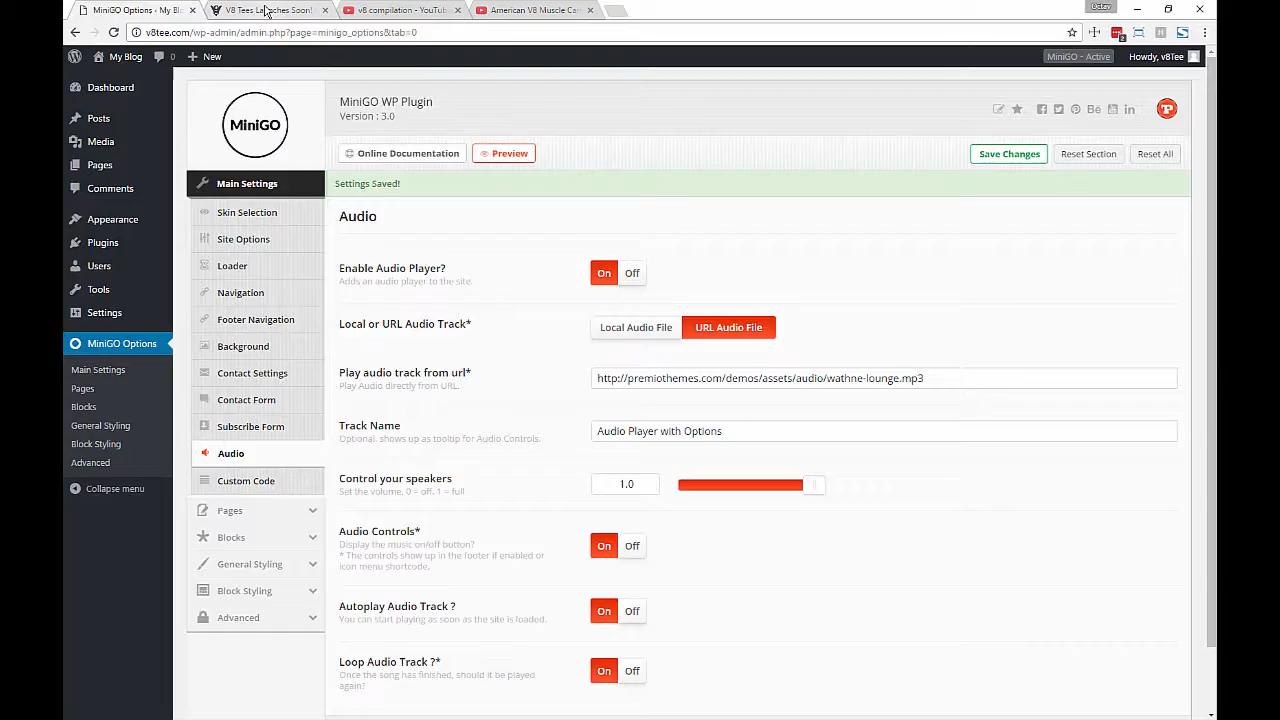 MiniGO Options ‹ My Bl
V8 Tees Launches Soon!
v8 compilation - YouTub
American V8 Muscle Car
Octav
v8tee.com/wp-admin/admin.php?page=minigo_options&tab=0
2
My Blog
0
New
MiniGO - Active
Howdy, v8Tee
Dashboard
Posts
Media
Pages
Comments
Appearance
Plugins
Users
Tools
Settings
MiniGO Options
Main Settings
Pages
Blocks
General Styling
Block Styling
Advanced
Collapse menu
MiniGO
MiniGO WP Plugin
Version : 3.0
Online Documentation
Preview
Save Changes
Reset Section
Reset All
Main Settings
Skin Selection
Site Options
Loader
Navigation
Footer Navigation
Background
Contact Settings
Contact Form
Subscribe Form
Audio
Custom Code
Pages
Blocks
General Styling
Block Styling
Advanced
Settings Saved!
Audio
Enable Audio Player?
Adds an audio player to the site.
On Off
Local or URL Audio Track*
Local Audio File URL Audio File
Play audio track from url*
Play Audio directly from URL.
http://premiothemes.com/demos/assets/audio/wathne-lounge.mp3
Track Name
Optional. shows up as tooltip for Audio Controls.
Audio Player with Options
Control your speakers
Set the volume, 0 = off, 1 = full
1.0
Audio Controls*
Display the music on/off button?
* The controls show up in the footer if enabled or
icon menu shortcode.
On Off
Autoplay Audio Track ?
You can start playing as soon as the site is loaded.
On Off
Loop Audio Track ?*
Once the song has finished, should it be played
again?
On Off